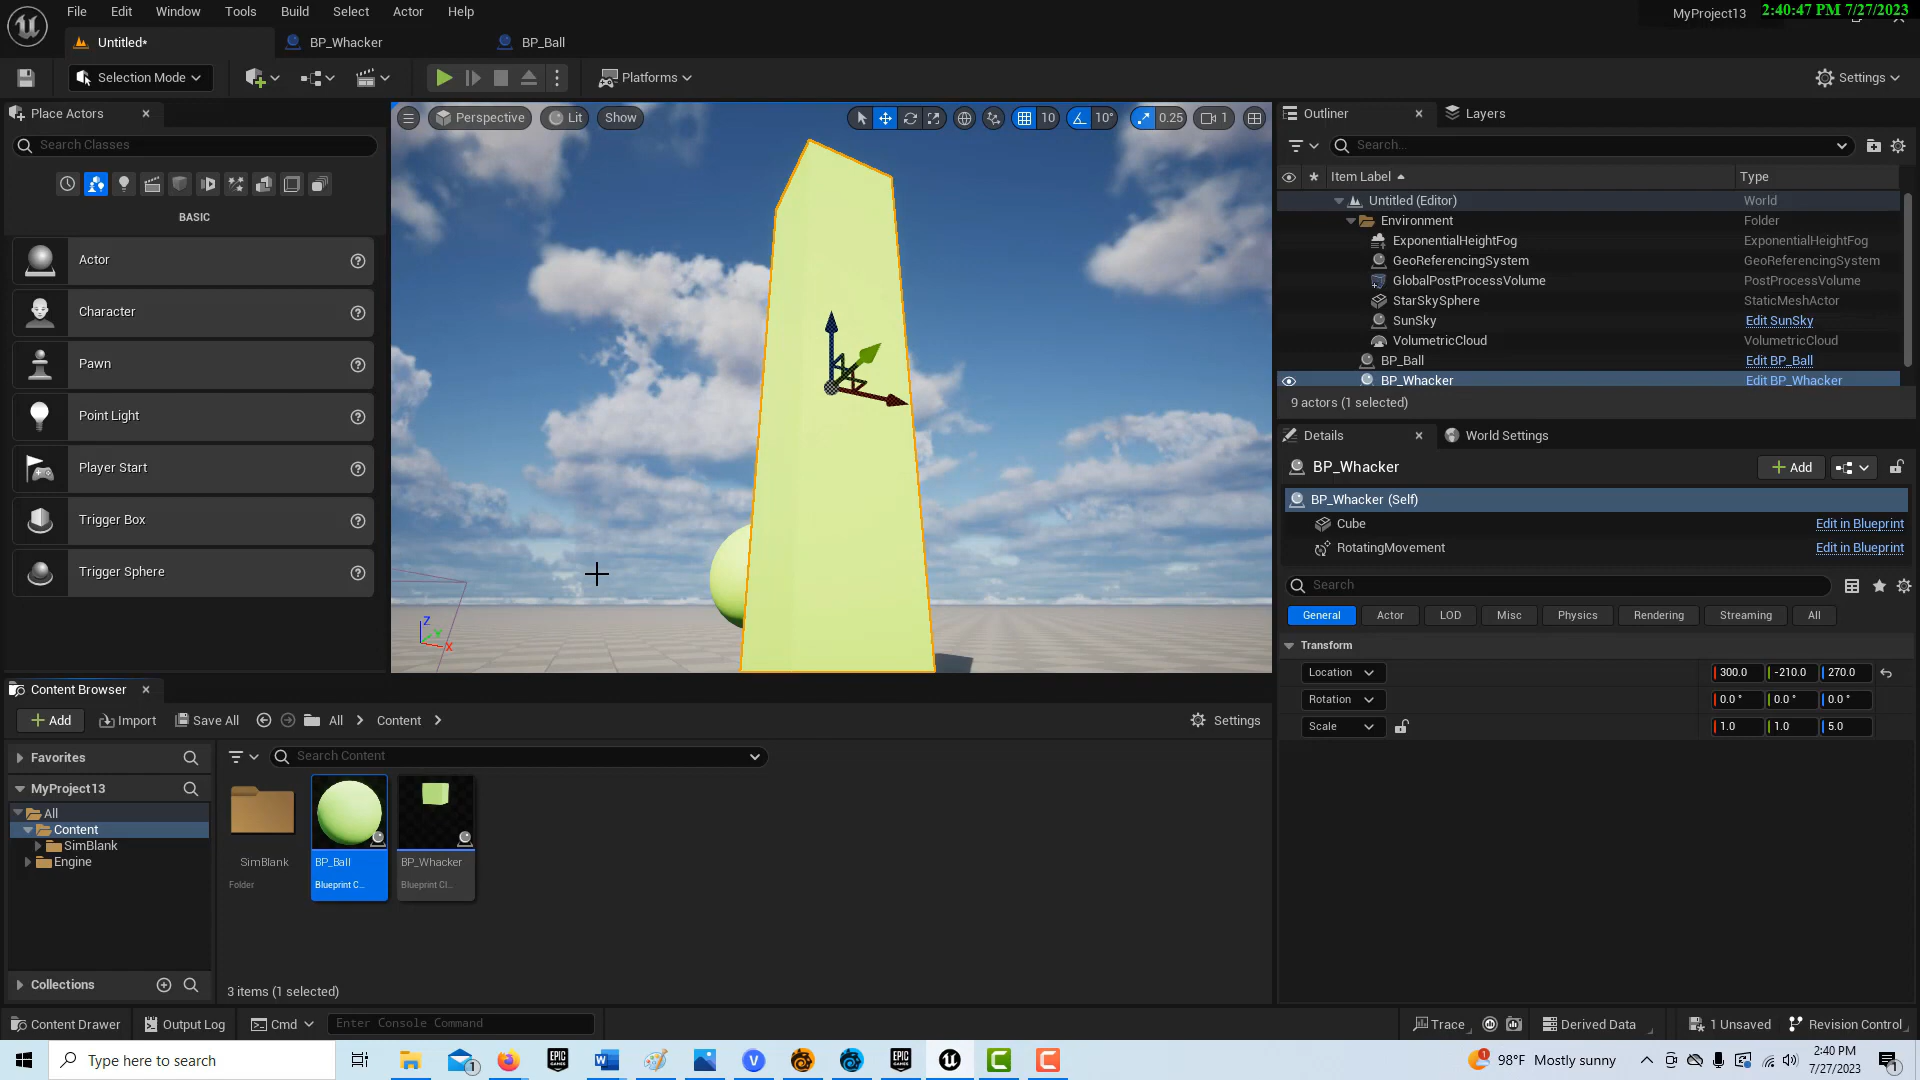 File Edit Window Tools Build Select Actor Help
MyProject13
2:40:47 PM 7/27/2023
Untitled*
BP_Whacker
BP_Ball
Selection Mode
Platforms
Settings
Place Actors
Search Classes
BASIC
Actor
Character
Pawn
Point Light
Player Start
Trigger Box
Trigger Sphere
Perspective
Lit
Show
10
10°
0.25
1
Z
Y
X
Outliner
Layers
Search...
Item Label
Type
Untitled (Editor) World
Environment Folder
ExponentialHeightFog ExponentialHeightFog
GeoReferencingSystem GeoReferencingSystem
GlobalPostProcessVolume PostProcessVolume
StarSkySphere StaticMeshActor
SunSky Edit SunSky
VolumetricCloud VolumetricCloud
BP_Ball Edit BP_Ball
BP_Whacker Edit BP_Whacker
9 actors (1 selected)
Details
World Settings
BP_Whacker
Add
BP_Whacker (Self)
Cube Edit in Blueprint
RotatingMovement Edit in Blueprint
Search
General Actor LOD Misc Physics Rendering Streaming All
Transform
Location 300.0 -210.0 270.0
Rotation 0.0° 0.0° 0.0°
Scale 1.0 1.0 5.0
Content Browser
Add Import Save All All Content Settings
Favorites
Search Content
MyProject13
All
Content
SimBlank
Engine
SimBlank
Folder
BP_Ball
Blueprint C...
BP_Whacker
Blueprint Cl...
Collections
3 items (1 selected)
Content Drawer
Output Log
Cmd
Enter Console Command
Trace
Derived Data
1 Unsaved
Revision Control
Type here to search
98°F Mostly sunny
2:40 PM
7/27/2023